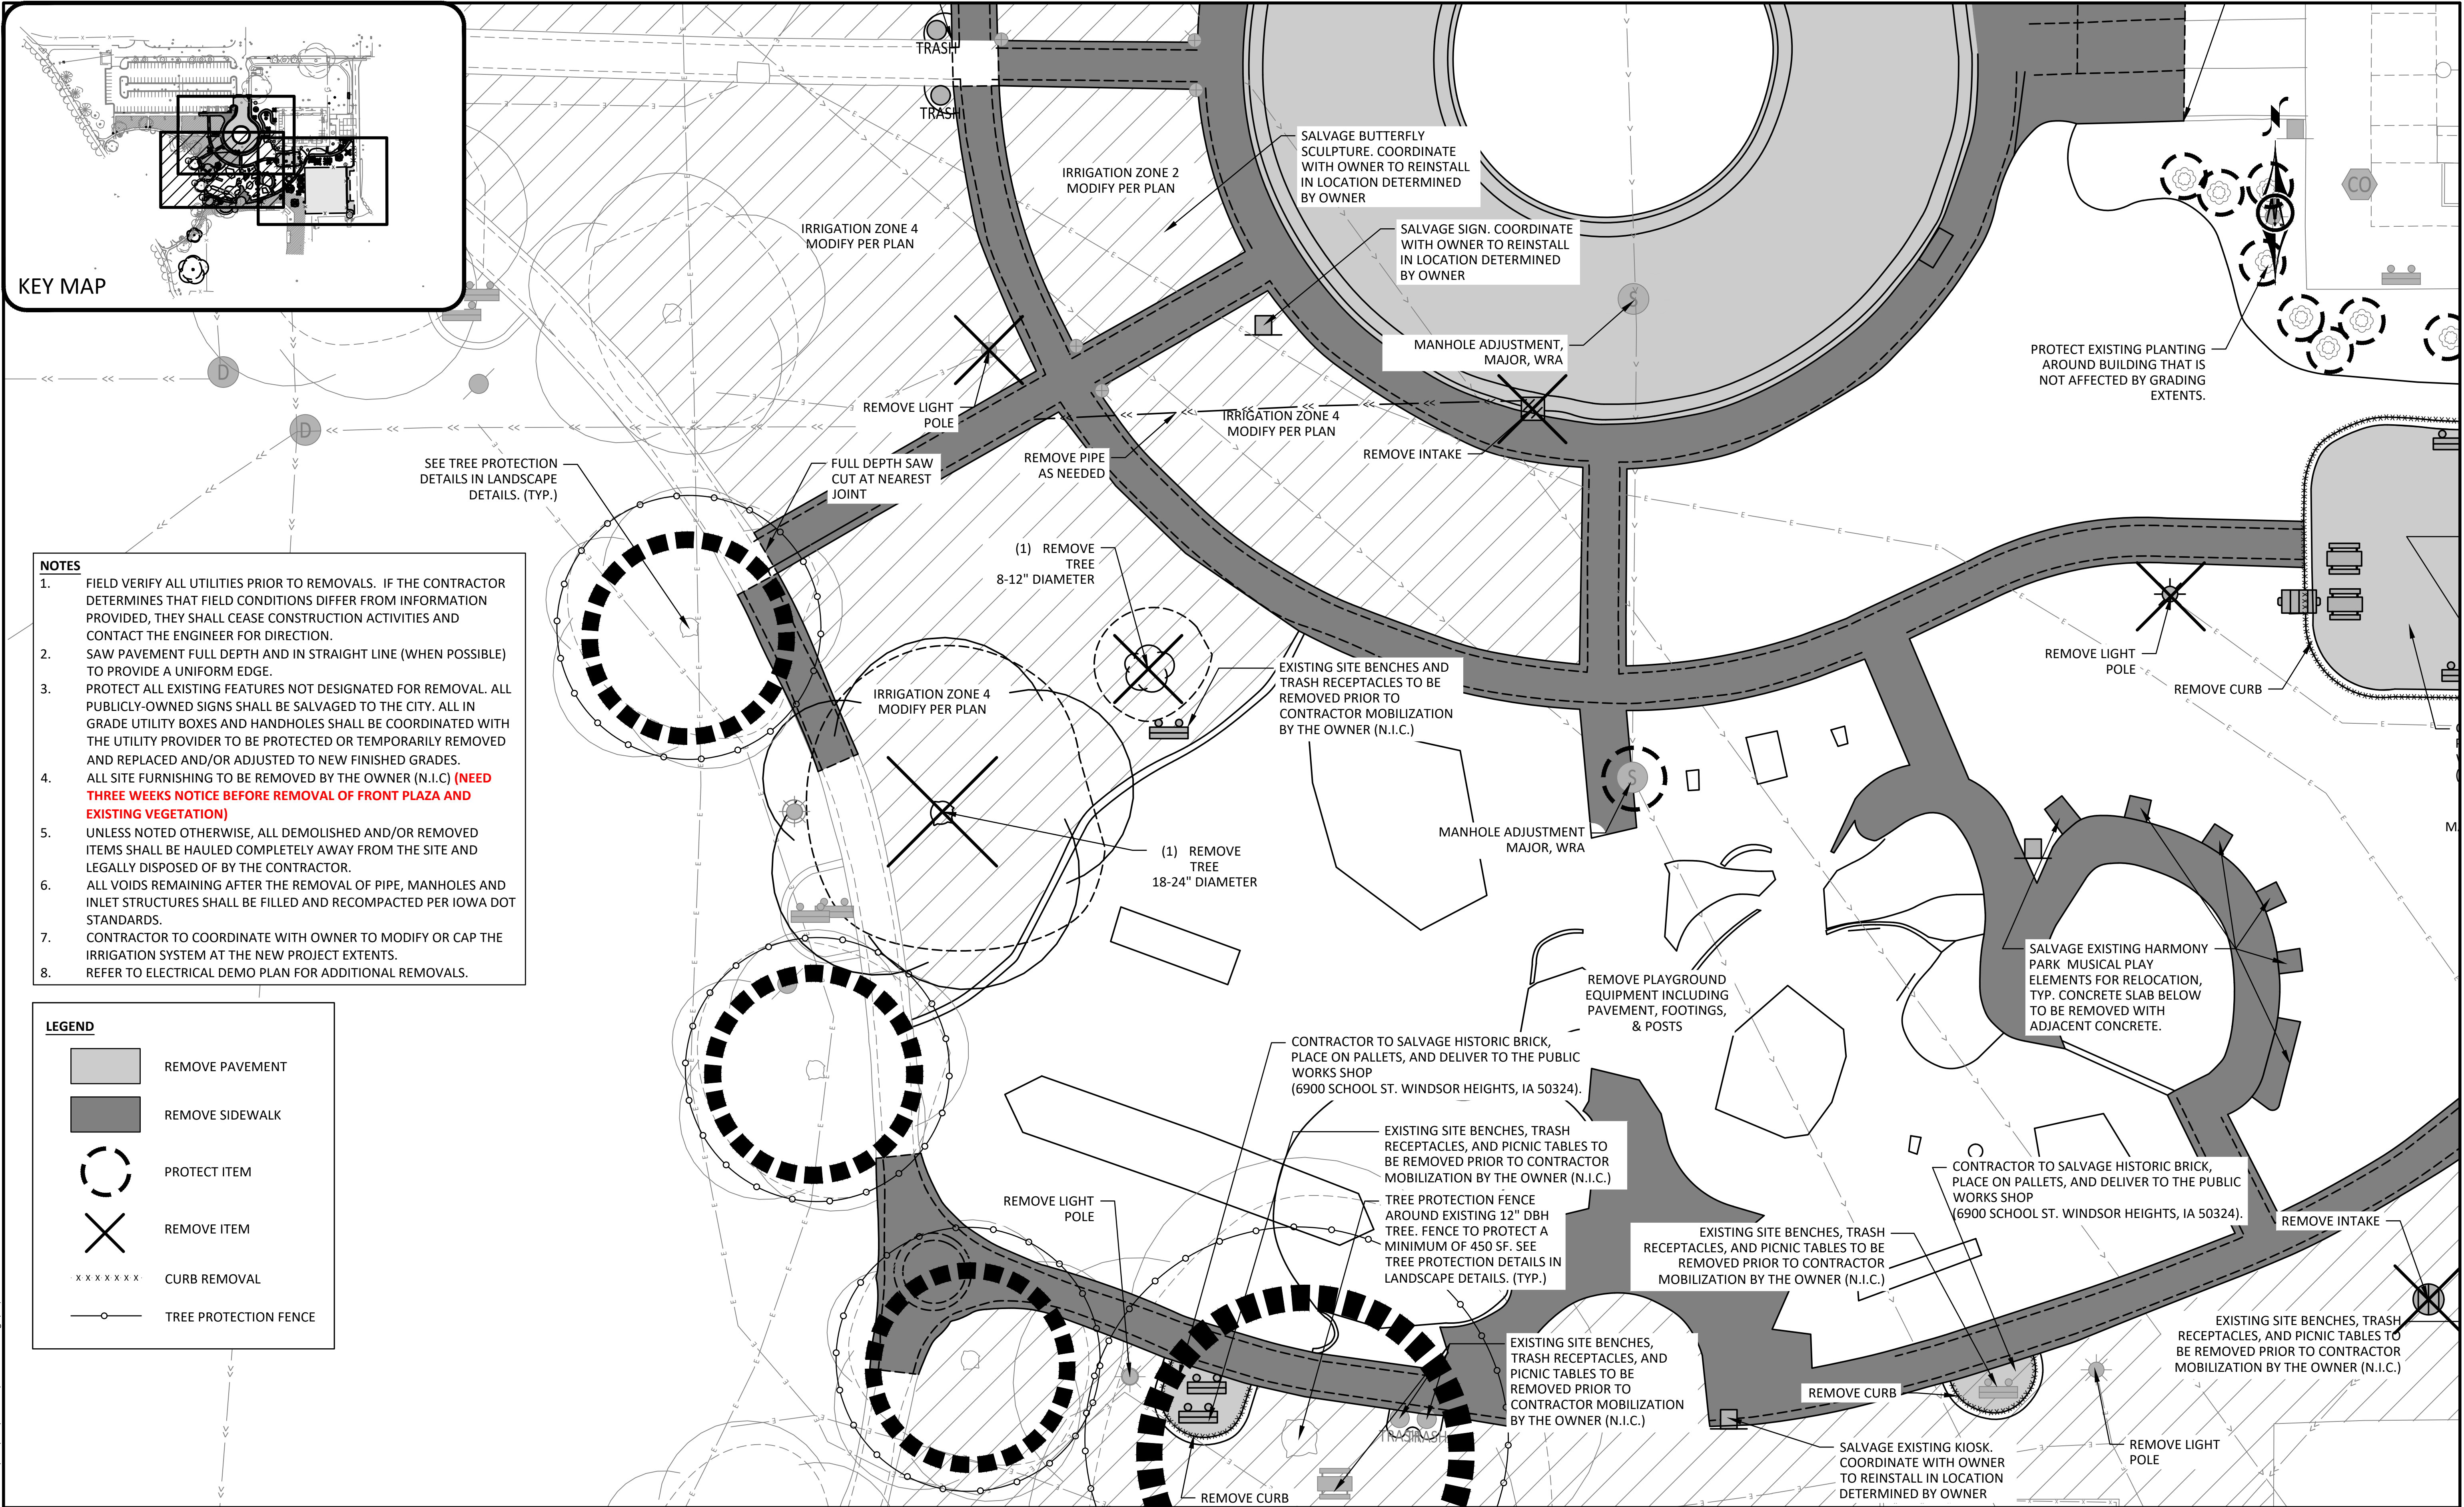 KEY MAP
TRASH
TRASH
IRRIGATION ZONE 2
MODIFY PER PLAN
IRRIGATION ZONE 4
MODIFY PER PLAN
SALVAGE BUTTERFLY
SCULPTURE. COORDINATE
WITH OWNER TO REINSTALL
IN LOCATION DETERMINED
BY OWNER
SALVAGE SIGN. COORDINATE
WITH OWNER TO REINSTALL
IN LOCATION DETERMINED
BY OWNER
S
MANHOLE ADJUSTMENT,
MAJOR, WRA
CO
PROTECT EXISTING PLANTING
AROUND BUILDING THAT IS
NOT AFFECTED BY GRADING
EXTENTS.
D
D
REMOVE LIGHT
POLE
IRRIGATION ZONE 4
MODIFY PER PLAN
REMOVE PIPE
AS NEEDED
REMOVE INTAKE
SEE TREE PROTECTION
DETAILS IN LANDSCAPE
DETAILS. (TYP.)
FULL DEPTH SAW
CUT AT NEAREST
JOINT
(1) REMOVE
TREE
8-12" DIAMETER
IRRIGATION ZONE 4
MODIFY PER PLAN
EXISTING SITE BENCHES AND
TRASH RECEPTACLES TO BE
REMOVED PRIOR TO
CONTRACTOR MOBILIZATION
BY THE OWNER (N.I.C.)
REMOVE LIGHT
POLE
REMOVE CURB
S
MANHOLE ADJUSTMENT
MAJOR, WRA
(1) REMOVE
TREE
18-24" DIAMETER
NOTES
1. FIELD VERIFY ALL UTILITIES PRIOR TO REMOVALS. IF THE CONTRACTOR
DETERMINES THAT FIELD CONDITIONS DIFFER FROM INFORMATION
PROVIDED, THEY SHALL CEASE CONSTRUCTION ACTIVITIES AND
CONTACT THE ENGINEER FOR DIRECTION.
2. SAW PAVEMENT FULL DEPTH AND IN STRAIGHT LINE (WHEN POSSIBLE)
TO PROVIDE A UNIFORM EDGE.
3. PROTECT ALL EXISTING FEATURES NOT DESIGNATED FOR REMOVAL. ALL
PUBLICLY-OWNED SIGNS SHALL BE SALVAGED TO THE CITY. ALL IN
GRADE UTILITY BOXES AND HANDHOLES SHALL BE COORDINATED WITH
THE UTILITY PROVIDER TO BE PROTECTED OR TEMPORARILY REMOVED
AND REPLACED AND/OR ADJUSTED TO NEW FINISHED GRADES.
4. ALL SITE FURNISHING TO BE REMOVED BY THE OWNER (N.I.C) (NEED
THREE WEEKS NOTICE BEFORE REMOVAL OF FRONT PLAZA AND
EXISTING VEGETATION)
5. UNLESS NOTED OTHERWISE, ALL DEMOLISHED AND/OR REMOVED
ITEMS SHALL BE HAULED COMPLETELY AWAY FROM THE SITE AND
LEGALLY DISPOSED OF BY THE CONTRACTOR.
6. ALL VOIDS REMAINING AFTER THE REMOVAL OF PIPE, MANHOLES AND
INLET STRUCTURES SHALL BE FILLED AND RECOMPACTED PER IOWA DOT
STANDARDS.
7. CONTRACTOR TO COORDINATE WITH OWNER TO MODIFY OR CAP THE
IRRIGATION SYSTEM AT THE NEW PROJECT EXTENTS.
8. REFER TO ELECTRICAL DEMO PLAN FOR ADDITIONAL REMOVALS.
LEGEND
REMOVE PAVEMENT
REMOVE SIDEWALK
PROTECT ITEM
REMOVE ITEM
X X X X X X X CURB REMOVAL
TREE PROTECTION FENCE
SALVAGE EXISTING HARMONY
PARK MUSICAL PLAY
ELEMENTS FOR RELOCATION,
TYP. CONCRETE SLAB BELOW
TO BE REMOVED WITH
ADJACENT CONCRETE.
REMOVE PLAYGROUND
EQUIPMENT INCLUDING
PAVEMENT, FOOTINGS,
& POSTS
CONTRACTOR TO SALVAGE HISTORIC BRICK,
PLACE ON PALLETS, AND DELIVER TO THE PUBLIC
WORKS SHOP
(6900 SCHOOL ST. WINDSOR HEIGHTS, IA 50324).
EXISTING SITE BENCHES, TRASH
RECEPTACLES, AND PICNIC TABLES TO
BE REMOVED PRIOR TO CONTRACTOR
MOBILIZATION BY THE OWNER (N.I.C.)
REMOVE LIGHT
POLE
TREE PROTECTION FENCE
AROUND EXISTING 12" DBH
TREE. FENCE TO PROTECT A
MINIMUM OF 450 SF. SEE
TREE PROTECTION DETAILS IN
LANDSCAPE DETAILS. (TYP.)
CONTRACTOR TO SALVAGE HISTORIC BRICK,
PLACE ON PALLETS, AND DELIVER TO THE PUBLIC
WORKS SHOP
(6900 SCHOOL ST. WINDSOR HEIGHTS, IA 50324).
EXISTING SITE BENCHES, TRASH
RECEPTACLES, AND PICNIC TABLES TO BE
REMOVED PRIOR TO CONTRACTOR
MOBILIZATION BY THE OWNER (N.I.C.)
REMOVE INTAKE
EXISTING SITE BENCHES, TRASH
RECEPTACLES, AND PICNIC TABLES TO
BE REMOVED PRIOR TO CONTRACTOR
MOBILIZATION BY THE OWNER (N.I.C.)
EXISTING SITE BENCHES,
TRASH RECEPTACLES, AND
PICNIC TABLES TO BE
REMOVED PRIOR TO
CONTRACTOR MOBILIZATION
BY THE OWNER (N.I.C.)
REMOVE CURB
TRASH
TRASH
REMOVE CURB
SALVAGE EXISTING KIOSK.
COORDINATE WITH OWNER
TO REINSTALL IN LOCATION
DETERMINED BY OWNER
REMOVE LIGHT
POLE